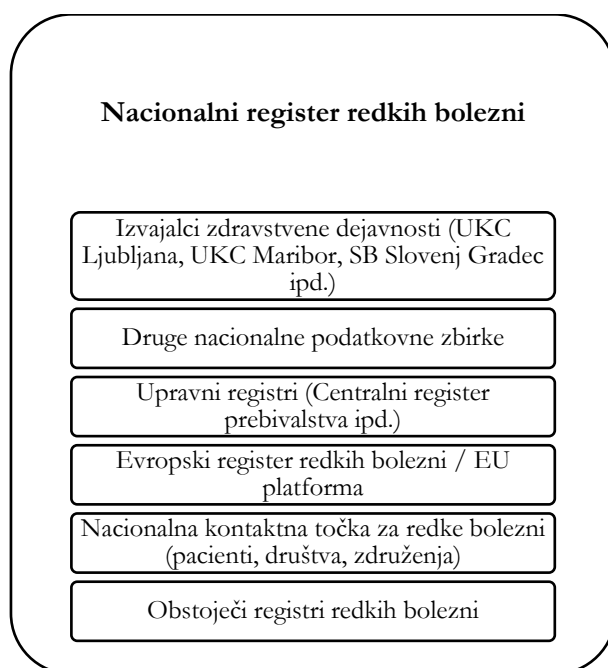 Nacionalni register redkih bolezni
Izvajalci zdravstvene dejavnosti (UKC
Ljubljana, UKC Maribor, SB Slovenj Gradec
ipd.)
Druge nacionalne podatkovne zbirke
Upravni registri (Centralni register
prebivalstva ipd.)
Evropski register redkih bolezni / EU
platforma
Nacionalna kontaktna točka za redke bolezni
(pacienti, društva, združenja)
Obstoječi registri redkih bolezni